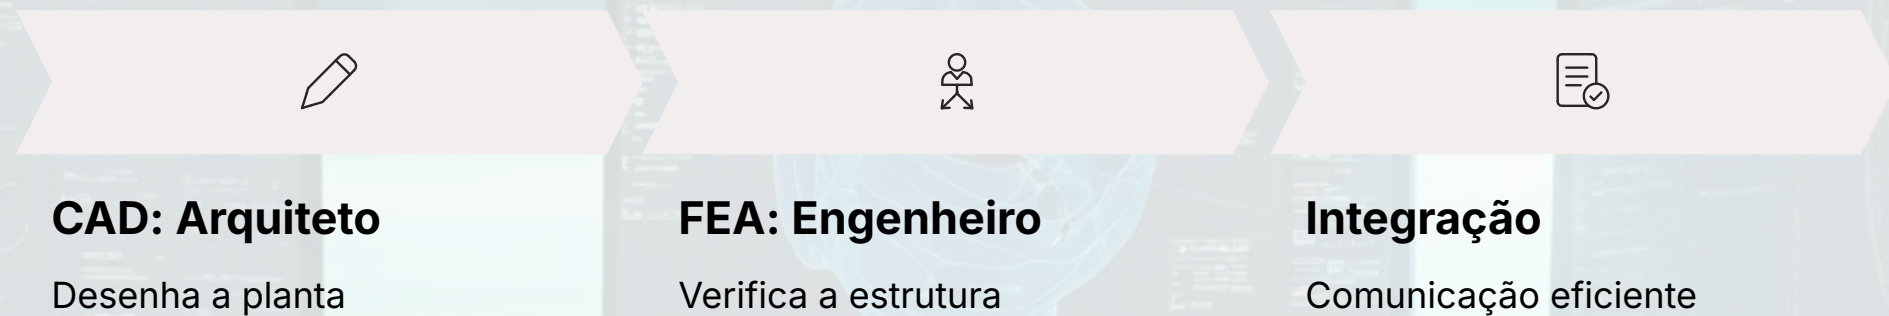 CAD: Arquiteto
Desenha a planta
FEA: Engenheiro
Verifica a estrutura
Integração
Comunicação eficiente